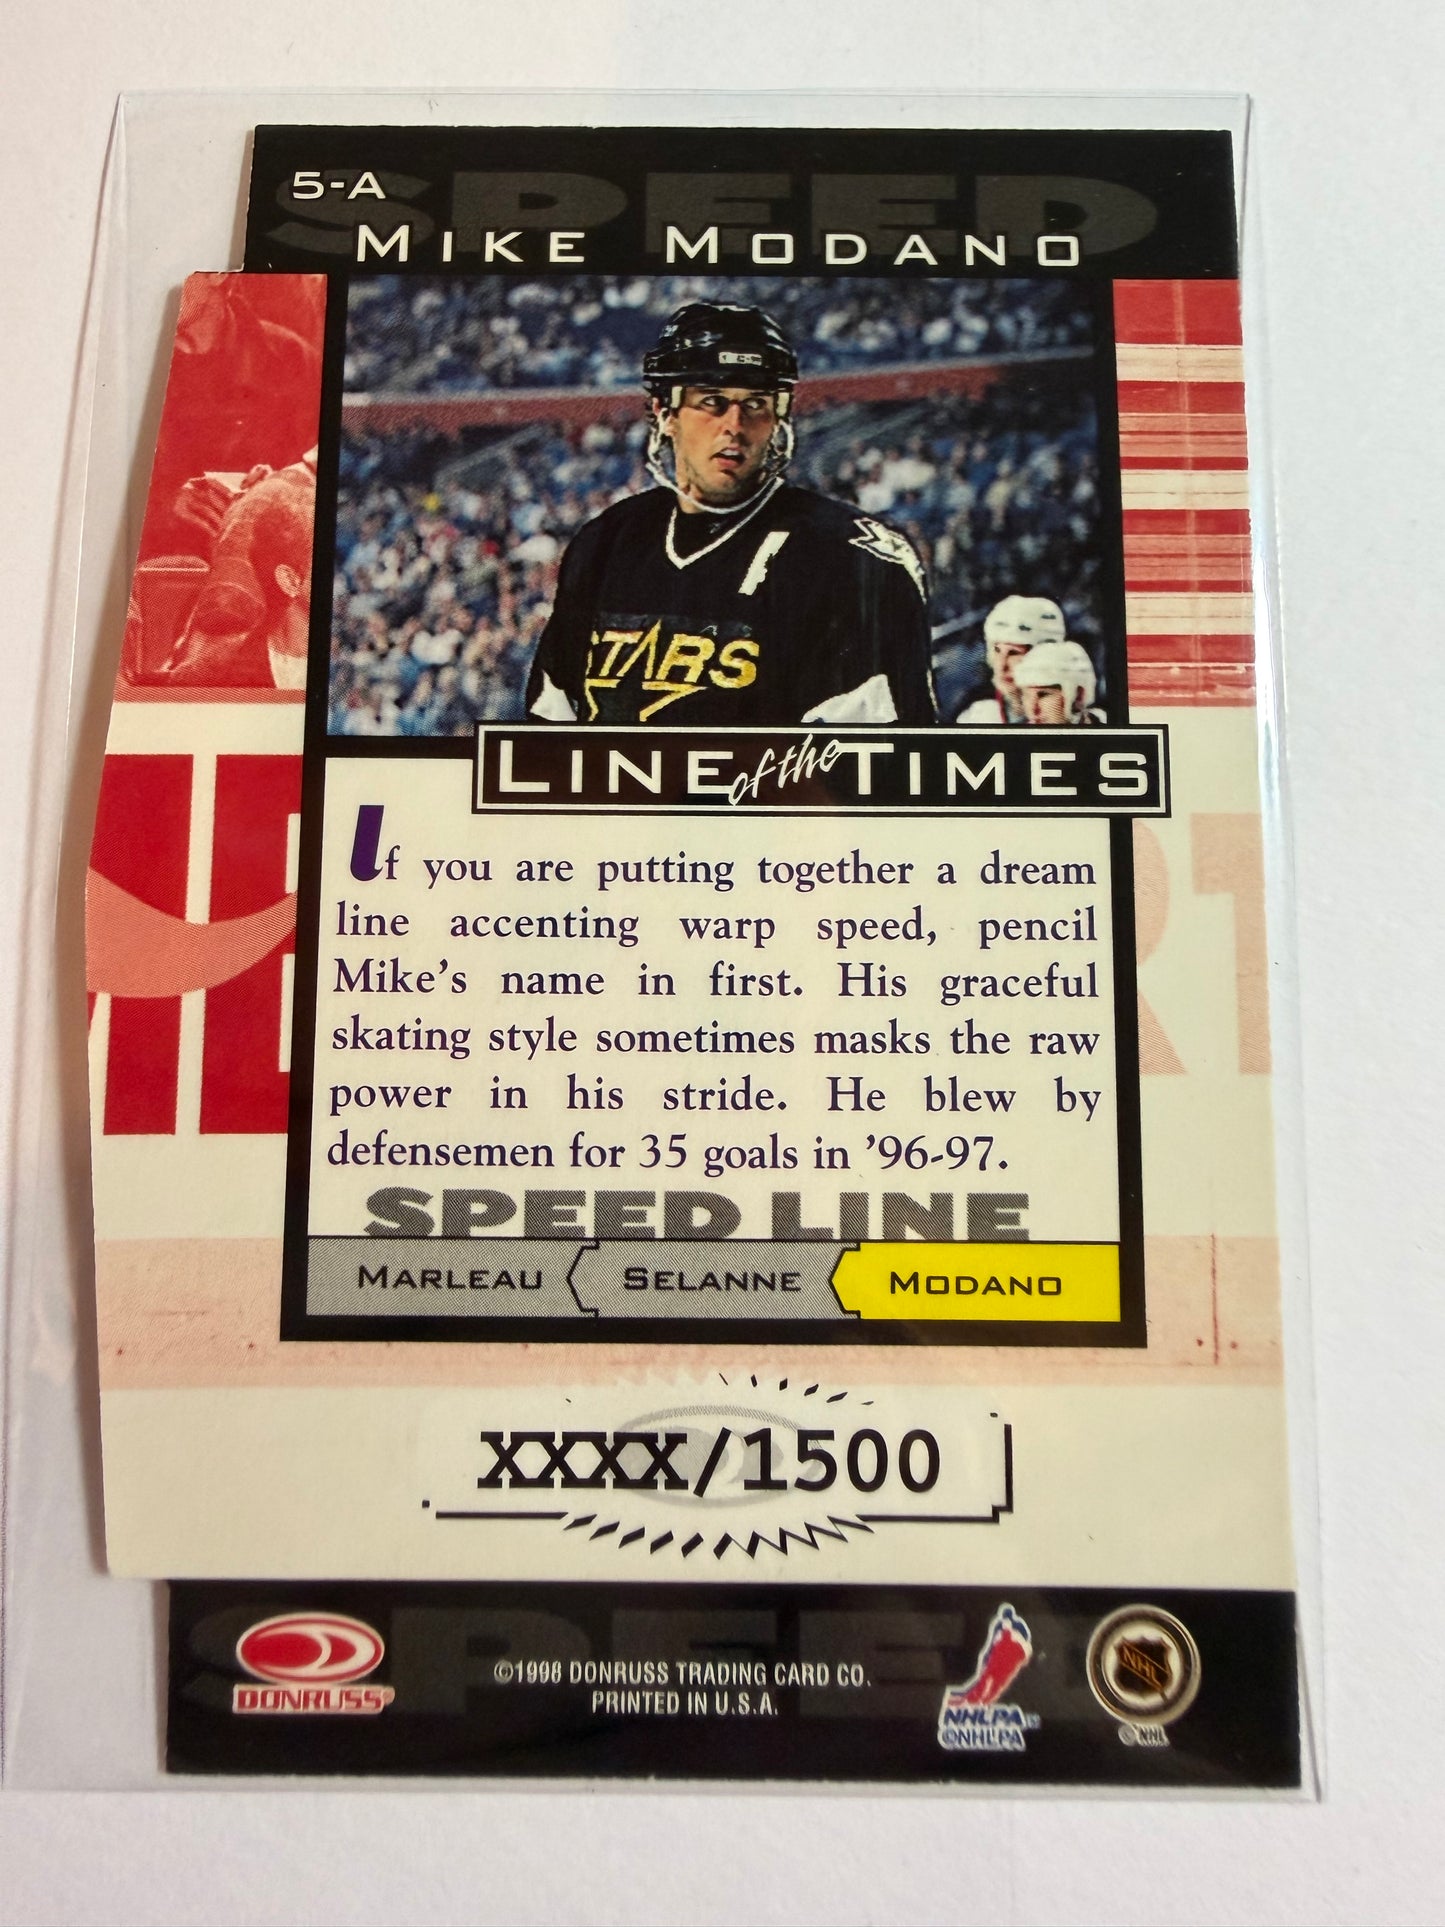 5-A
SPEED
MIKE MODANO
STARS
LINE of the TIMES
If you are putting together a dream
line accenting warp speed, pencil
Mike's name in first. His graceful
skating style sometimes masks the raw
power in his stride. He blew by
defensemen for 35 goals in '96-97.
SPEED LINE
MARLEAU SELANNE MODANO
XXXX/1500
DONRUSS
©1998 DONRUSS TRADING CARD CO.
PRINTED IN U.S.A.
NHLPA
©NHLPA
NHL
©NHL